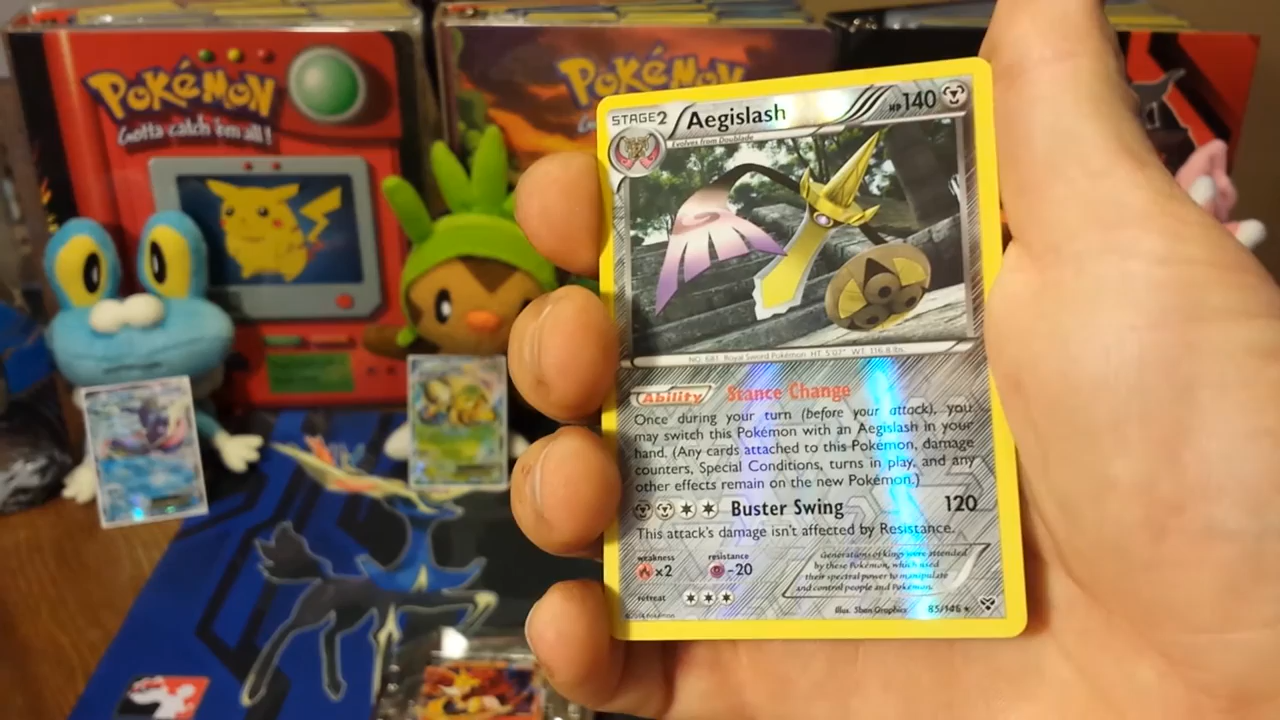 POKéMON
Gotta catch 'em all!
POKéMON
STAGE2
Aegislash
HP140
Evolves from Doublade
NO. 681 Royal Sword Pokémon HT: 5'07" WT: 116.8 lbs.
Ability Stance Change
Once during your turn (before your attack), you
may switch this Pokémon with an Aegislash in your
hand. (Any cards attached to this Pokémon, damage
counters, Special Conditions, turns in play, and any
other effects remain on the new Pokémon.)
Buster Swing 120
This attack's damage isn't affected by Resistance.
weakness
×2
resistance
-20
retreat
Generations of kings were attended
by these Pokémon, which used
their spectral power to manipulate
and control people and Pokémon.
Illus. 5ban Graphics
85/146
©2014 Pokémon